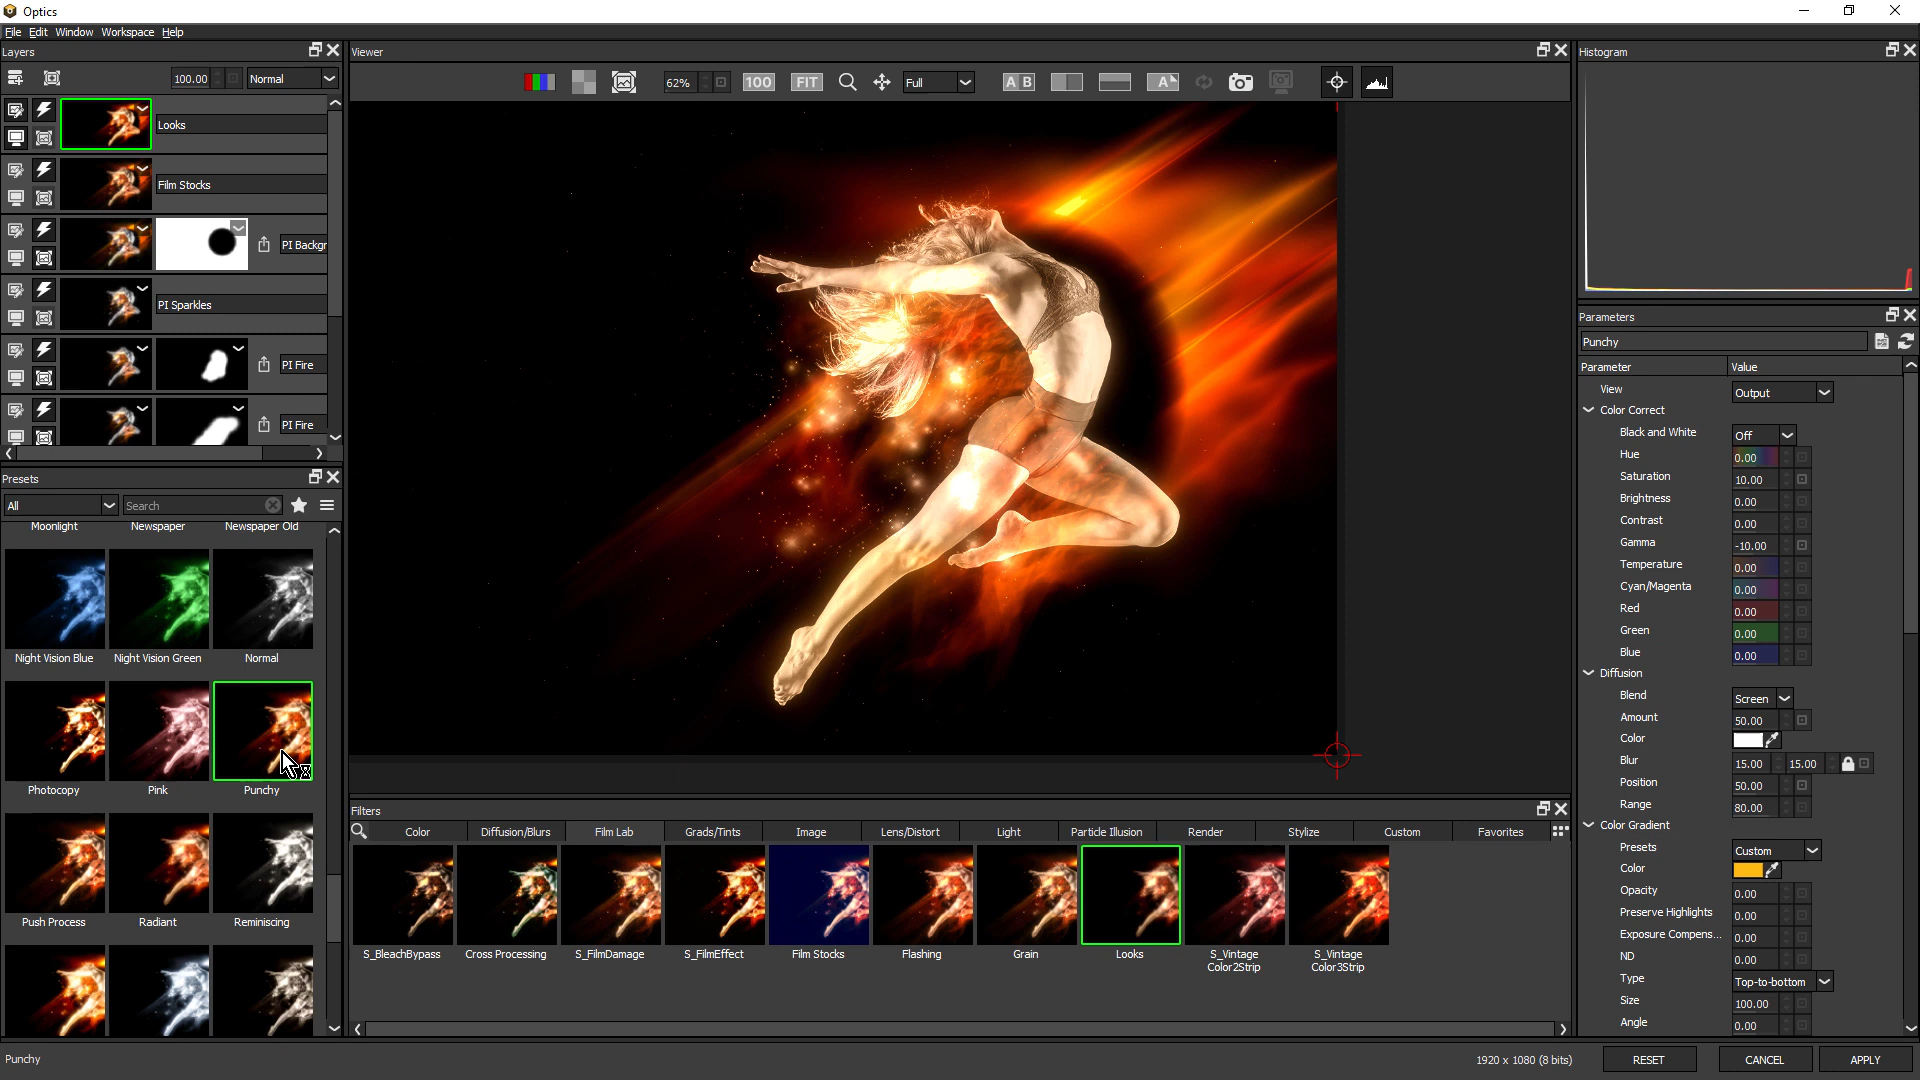 Optics
File Edit Window Workspace Help
Layers
100.00 Normal
Looks
Film Stocks
PI Backgr
PI Sparkles
PI Fire
PI Fire
Presets
All Search
Moonlight Newspaper Newspaper Old
Night Vision Blue Night Vision Green Normal
Photocopy Pink Punchy
Push Process Radiant Reminiscing
Viewer
62% 100 FIT Full A B A
Filters
Color Diffusion/Blurs Film Lab Grads/Tints Image Lens/Distort Light Particle Illusion Render Stylize Custom Favorites
S_BleachBypass Cross Processing S_FilmDamage S_FilmEffect Film Stocks Flashing Grain Looks S_Vintage Color2Strip S_Vintage Color3Strip
Histogram
Parameters
Punchy
Parameter Value
View Output
Color Correct
Black and White Off
Hue 0.00
Saturation 10.00
Brightness 0.00
Contrast 0.00
Gamma -10.00
Temperature 0.00
Cyan/Magenta 0.00
Red 0.00
Green 0.00
Blue 0.00
Diffusion
Blend Screen
Amount 50.00
Color
Blur 15.00 15.00
Position 50.00
Range 80.00
Color Gradient
Presets Custom
Color
Opacity 0.00
Preserve Highlights 0.00
Exposure Compens... 0.00
ND 0.00
Type Top-to-bottom
Size 100.00
Angle 0.00
Punchy
1920 x 1080 (8 bits) RESET CANCEL APPLY